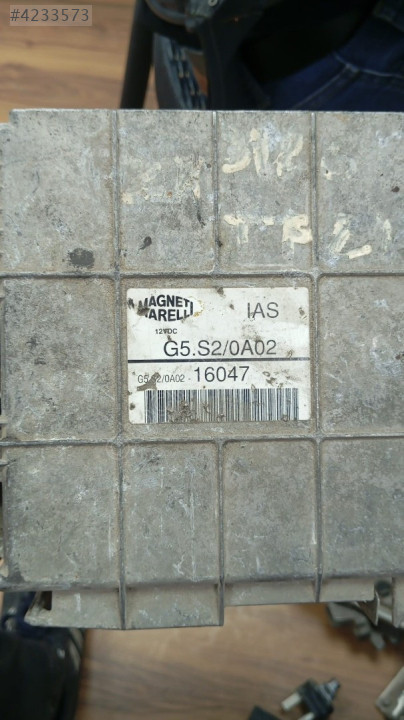 #4233573
MAGNETI
MARELLI
IAS
12VDC
G5.S2/0A02
G5.S2/0A02 - 16047